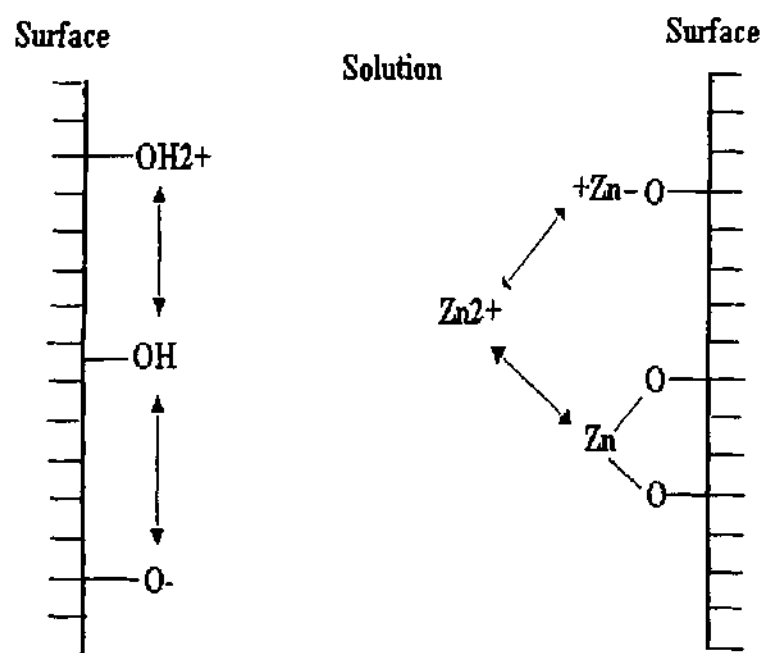 Surface
Solution
Surface
OH2+
OH
O-
+Zn-O
Zn2+
O
Zn
O